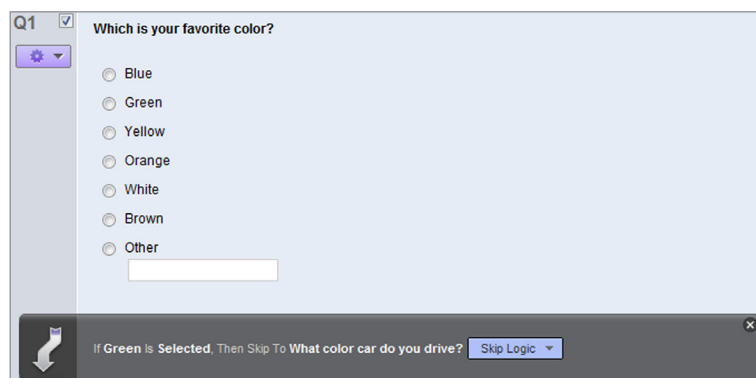 Q1
Which is your favorite color?
Blue
Green
Yellow
Orange
White
Brown
Other
If Green Is Selected, Then Skip To What color car do you drive? Skip Logic